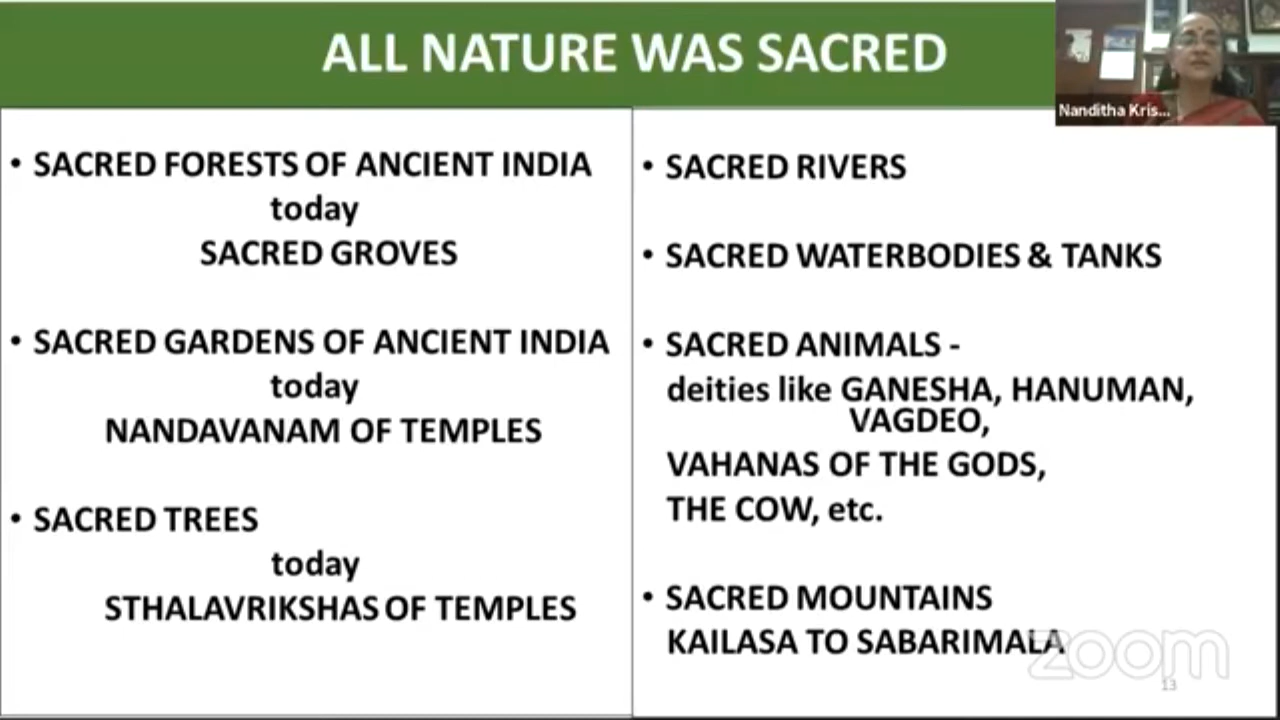 ALL NATURE WAS SACRED
Nanditha Kris...
• SACRED FORESTS OF ANCIENT INDIA
today
SACRED GROVES
• SACRED GARDENS OF ANCIENT INDIA
today
NANDAVANAM OF TEMPLES
• SACRED TREES
today
STHALAVRIKSHAS OF TEMPLES
• SACRED RIVERS
• SACRED WATERBODIES & TANKS
• SACRED ANIMALS -
deities like GANESHA, HANUMAN,
VAGDEO,
VAHANAS OF THE GODS,
THE COW, etc.
• SACRED MOUNTAINS
KAILASA TO SABARIMALA
zoom
13